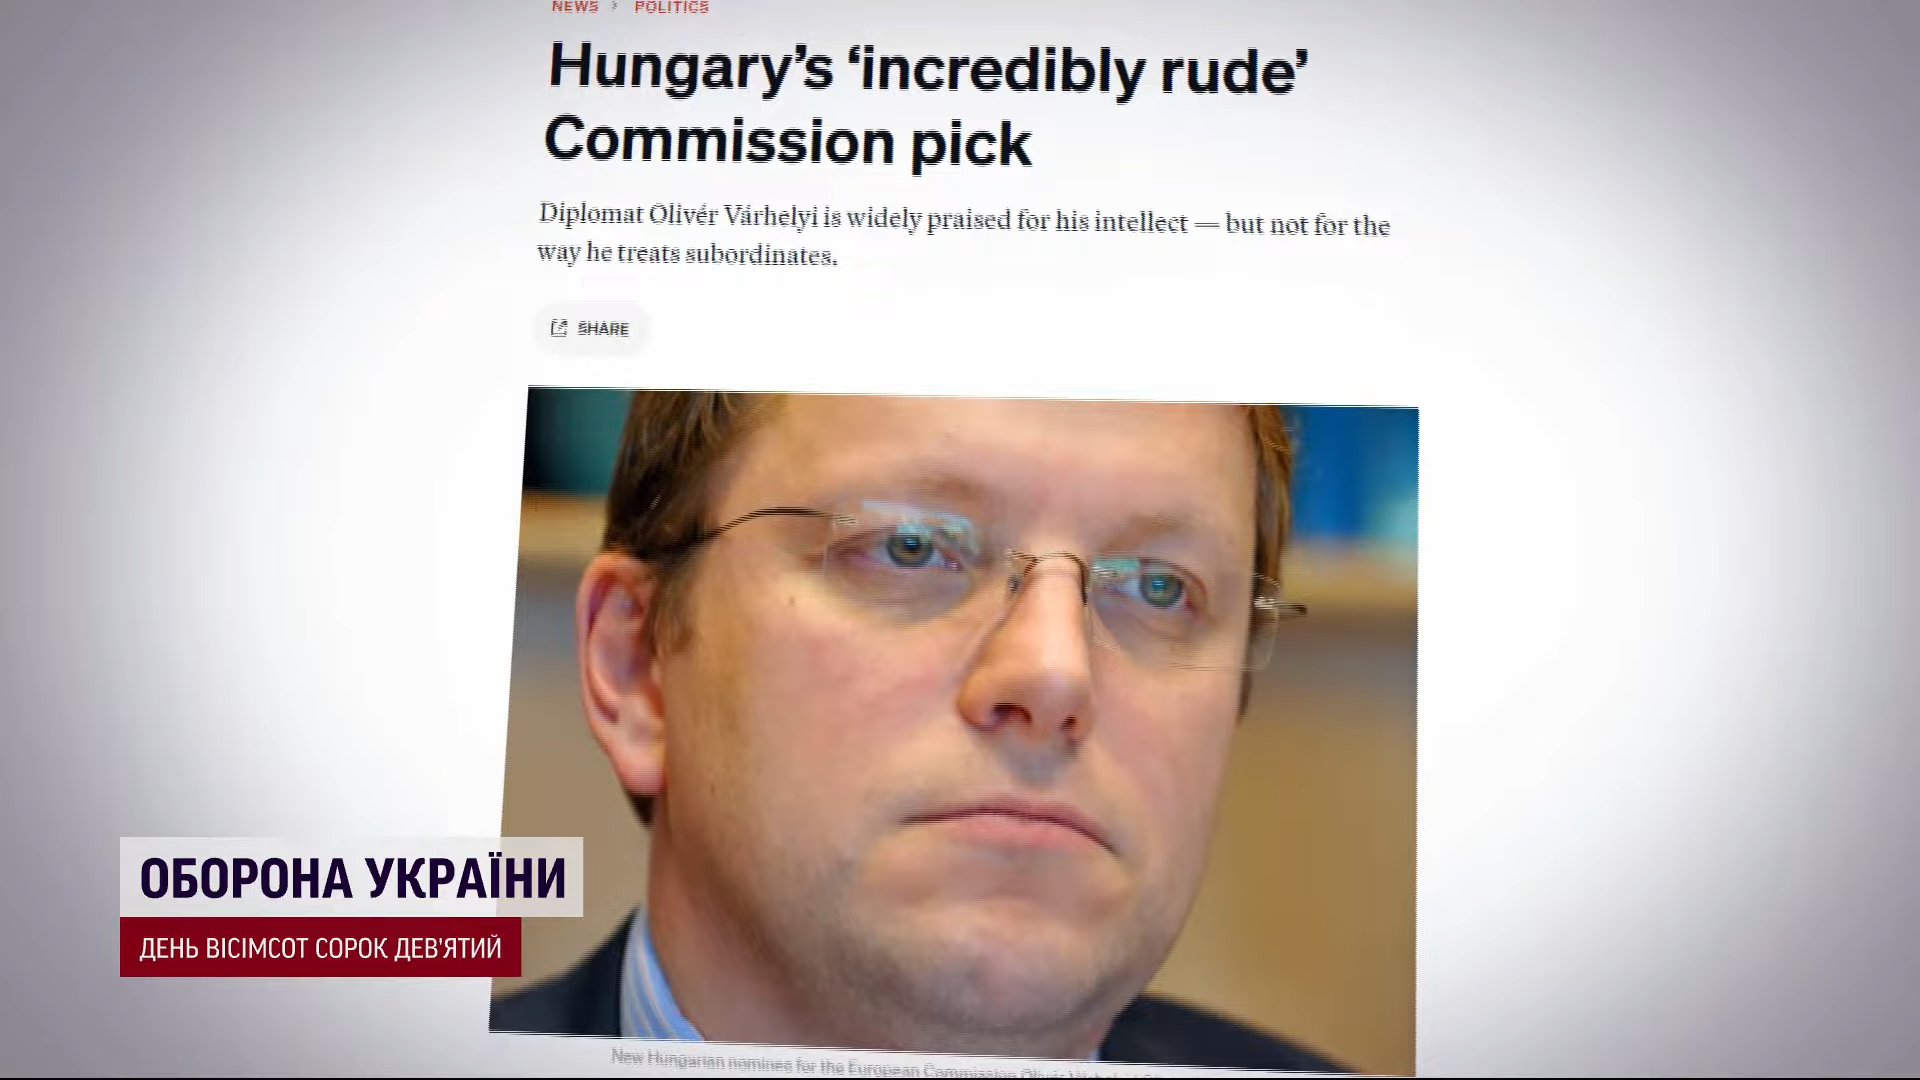 NEWS > POLITICS
Hungary’s ‘incredibly rude’
Commission pick
Diplomat Olivér Várhelyi is widely praised for his intellect — but not for the
way he treats subordinates.
SHARE
ОБОРОНА УКРАЇНИ
ДЕНЬ ВІСІМСОТ СОРОК ДЕВ'ЯТИЙ
New Hungarian nominee for the European Commission Olivér